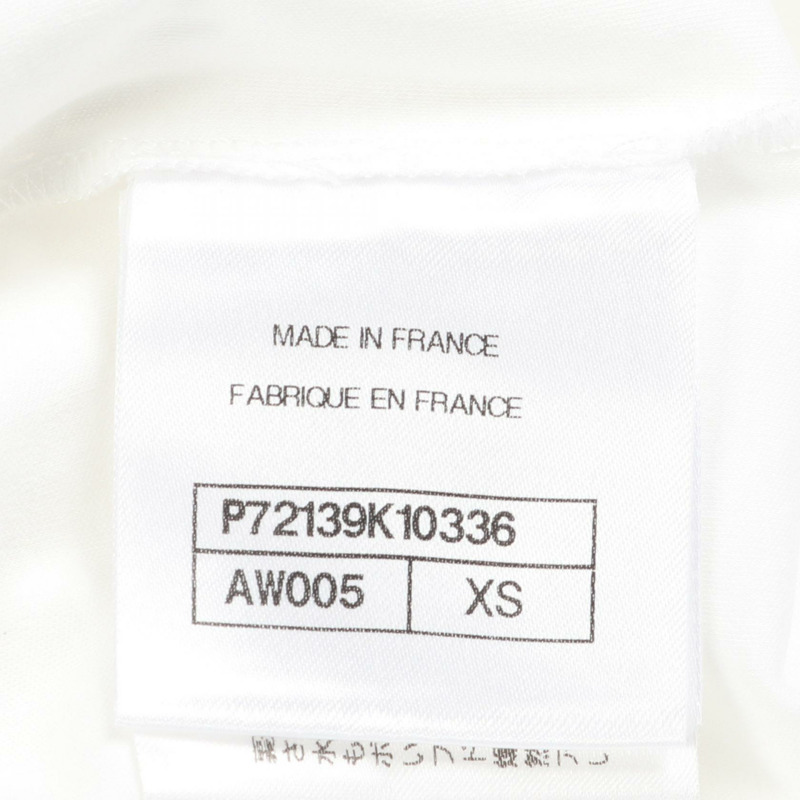 MADE IN FRANCE
FABRIQUE EN FRANCE
P72139K10336
AW005 XS